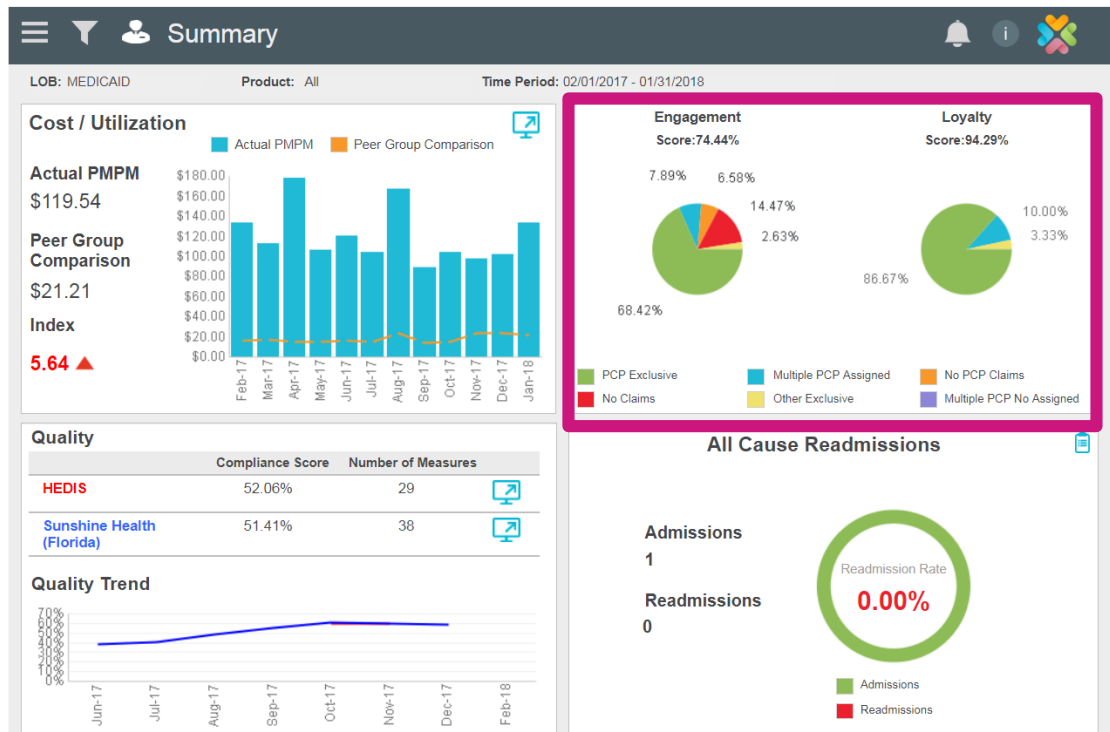 Summary
i
LOB: MEDICAID Product: All Time Period: 02/01/2017 - 01/31/2018
Cost / Utilization
Actual PMPM Peer Group Comparison
Actual PMPM
$119.54
Peer Group
Comparison
$21.21
Index
5.64
$180.00
$160.00
$140.00
$120.00
$100.00
$80.00
$60.00
$40.00
$20.00
$0.00
Feb-17
Mar-17
Apr-17
May-17
Jun-17
Jul-17
Aug-17
Sep-17
Oct-17
Nov-17
Dec-17
Jan-18
Engagement
Score:74.44%
7.89%
6.58%
14.47%
2.63%
68.42%
Loyalty
Score:94.29%
10.00%
3.33%
86.67%
PCP Exclusive Multiple PCP Assigned No PCP Claims
No Claims Other Exclusive Multiple PCP No Assigned
Quality
Compliance Score Number of Measures
HEDIS 52.06% 29
Sunshine Health 51.41% 38
(Florida)
Quality Trend
70%
60%
50%
40%
30%
20%
10%
0%
Jun-17
Jul-17
Aug-17
Sep-17
Oct-17
Nov-17
Dec-17
Feb-18
All Cause Readmissions
Admissions
1
Readmissions
0
Readmission Rate
0.00%
Admissions
Readmissions